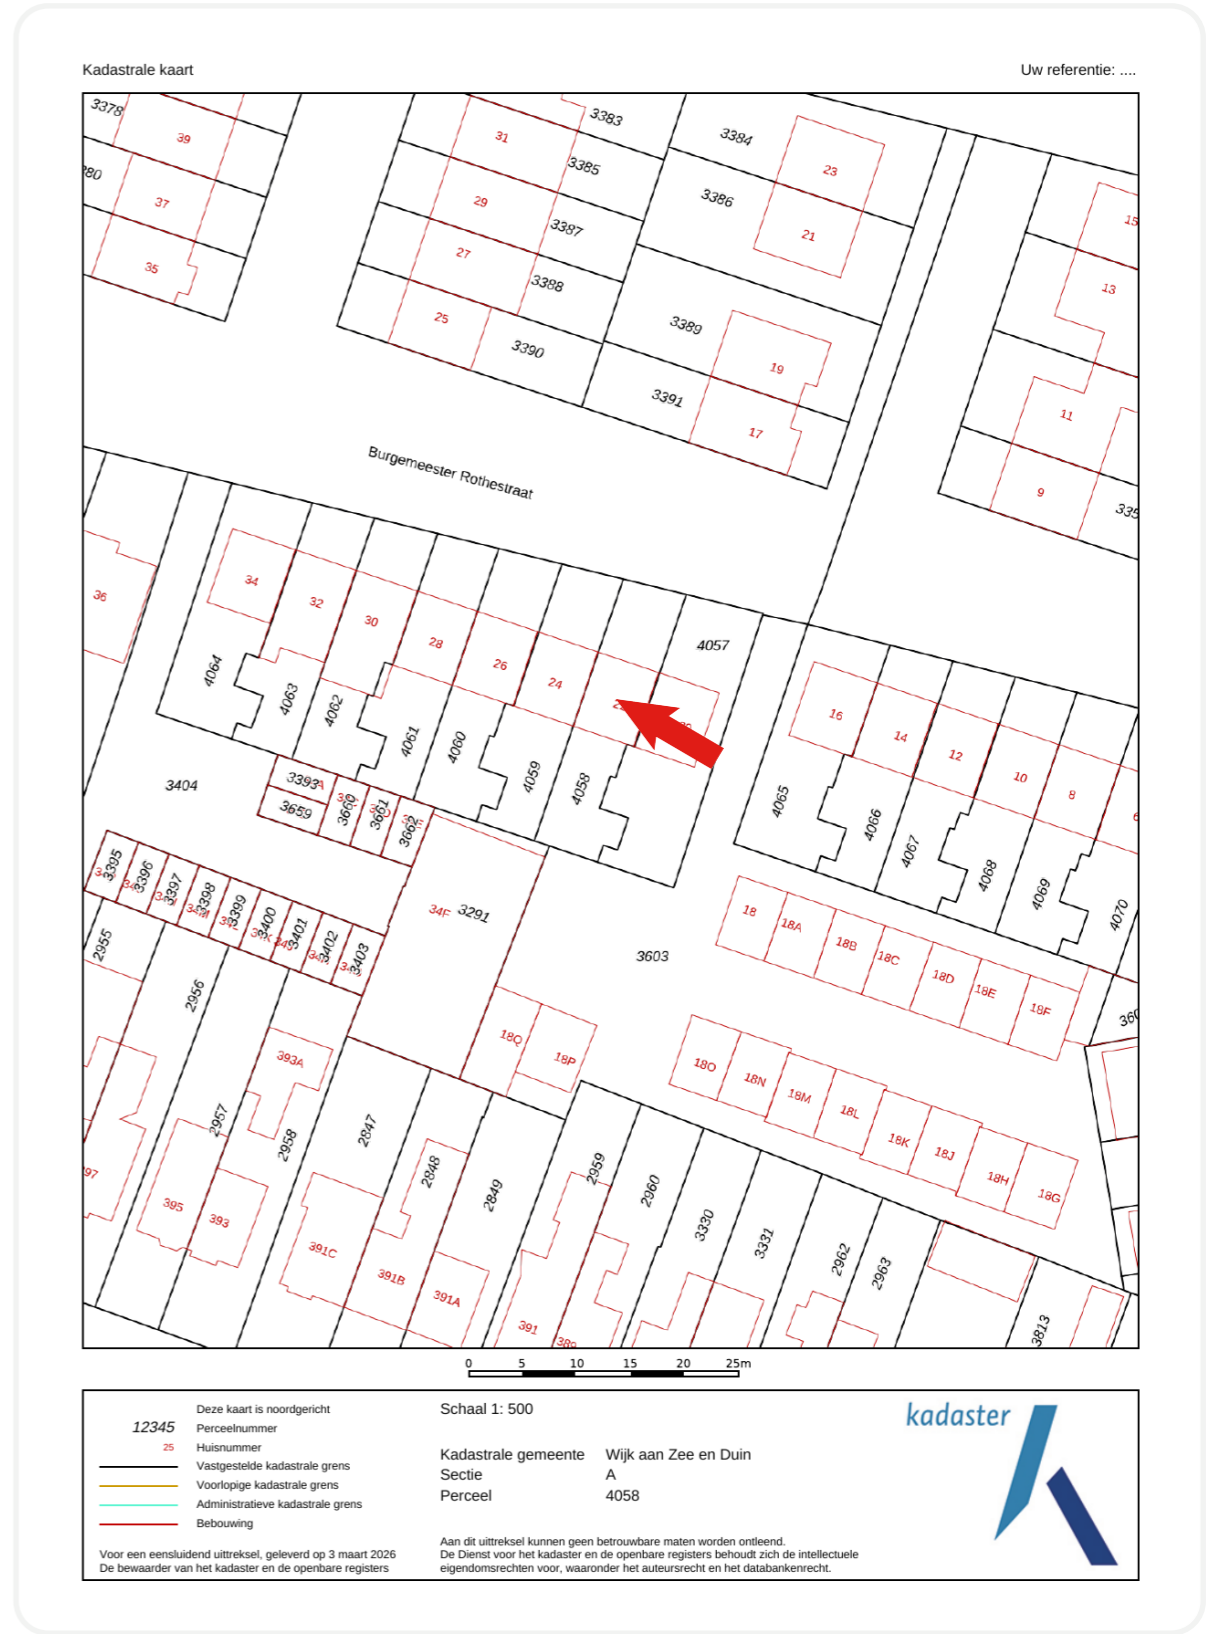 Kadastrale kaart
Uw referentie: ....
3378
39
37
35
31
29
27
25
3383
3385
3387
3388
3390
3384
3386
3389
3391
23
21
19
17
15
13
11
9
Burgemeester Rothestraat
36
34
32
30
28
26
24
4057
4064
4063
4062
4061
4060
4059
4058
16
14
12
10
8
4065
4066
4067
4068
4069
4070
3404
3393
3659
3660
3661
3662
3395
3396
3397
3398
3399
3400
3401
3402
3403
34F
3291
3603
18
18A
18B
18C
18D
18E
18F
18Q
18P
18O
18N
18M
18L
18K
18J
18H
18G
2955
2956
2957
2958
393A
395
393
2847
2848
2849
391C
391B
391A
391
389
2959
2960
3330
3331
2962
2963
3813
0 5 10 15 20 25m
Deze kaart is noordgericht
12345 Perceelnummer
25 Huisnummer
Vastgestelde kadastrale grens
Voorlopige kadastrale grens
Administratieve kadastrale grens
Bebouwing
Voor een eensluidend uittreksel, geleverd op 3 maart 2026
De bewaarder van het kadaster en de openbare registers
Schaal 1: 500
Kadastrale gemeente Wijk aan Zee en Duin
Sectie A
Perceel 4058
Aan dit uittreksel kunnen geen betrouwbare maten worden ontleend.
De Dienst voor het kadaster en de openbare registers behoudt zich de intellectuele
eigendomsrechten voor, waaronder het auteursrecht en het databankenrecht.
kadaster